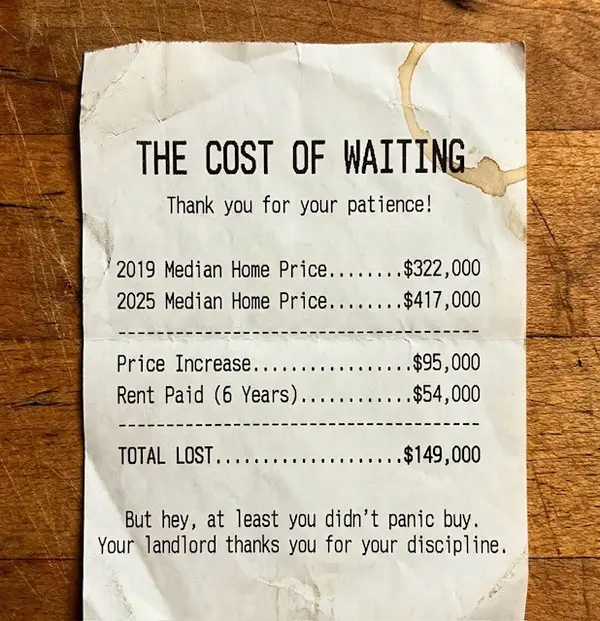 THE COST OF WAITING
Thank you for your patience!
2019 Median Home Price........$322,000
2025 Median Home Price........$417,000
--------------------------------------
Price Increase.................$95,000
Rent Paid (6 Years)............$54,000
--------------------------------------
TOTAL LOST....................$149,000
But hey, at least you didn't panic buy.
Your landlord thanks you for your discipline.